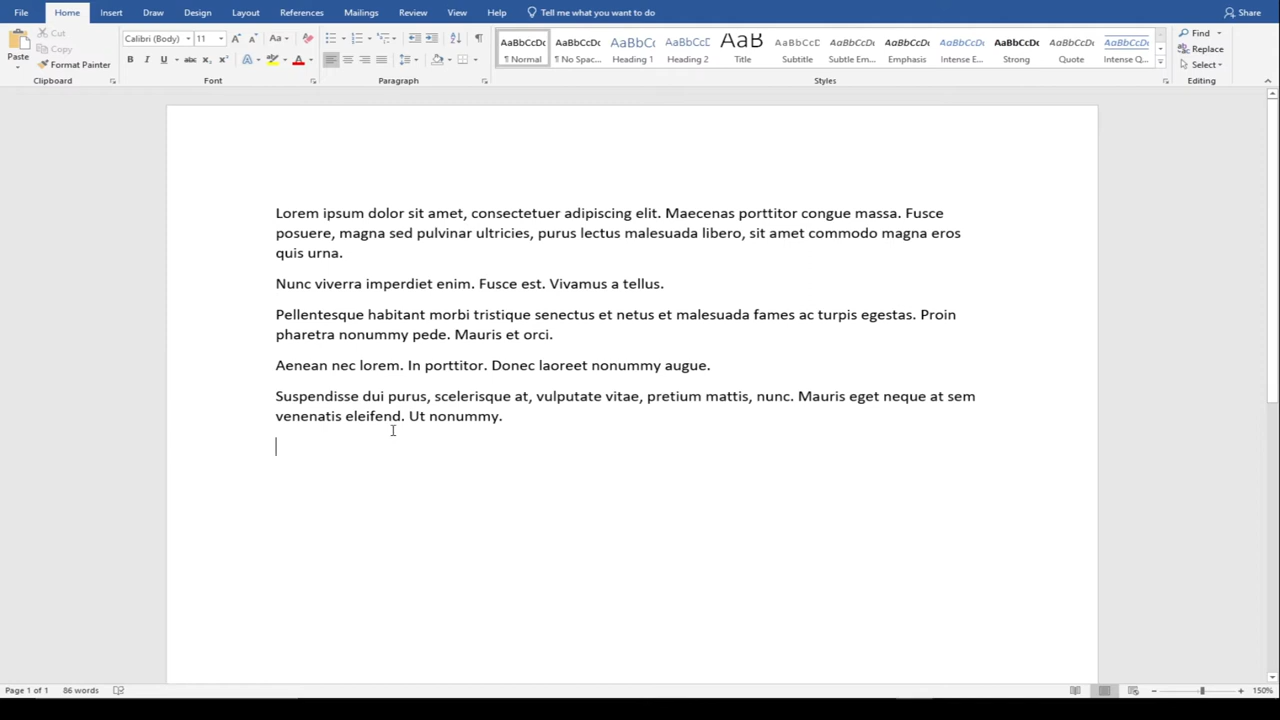 File Home Insert Draw Design Layout References Mailings Review View Help Tell me what you want to do Share
Paste
Cut
Copy
Format Painter
Clipboard
Calibri (Body) 11
Font
Paragraph
AaBbCcDc AaBbCcDc AaBbCc AaBbCcD AaB AaBbCcD AaBbCcDc AaBbCcDc AaBbCcDc AaBbCcDc AaBbCcDc AaBbCcDc
¶ Normal ¶ No Spac... Heading 1 Heading 2 Title Subtitle Subtle Em... Emphasis Intense E... Strong Quote Intense Q...
Styles
Find
Replace
Select
Editing
Lorem ipsum dolor sit amet, consectetuer adipiscing elit. Maecenas porttitor congue massa. Fusce
posuere, magna sed pulvinar ultricies, purus lectus malesuada libero, sit amet commodo magna eros
quis urna.
Nunc viverra imperdiet enim. Fusce est. Vivamus a tellus.
Pellentesque habitant morbi tristique senectus et netus et malesuada fames ac turpis egestas. Proin
pharetra nonummy pede. Mauris et orci.
Aenean nec lorem. In porttitor. Donec laoreet nonummy augue.
Suspendisse dui purus, scelerisque at, vulputate vitae, pretium mattis, nunc. Mauris eget neque at sem
venenatis eleifend. Ut nonummy.
Page 1 of 1 86 words 150%